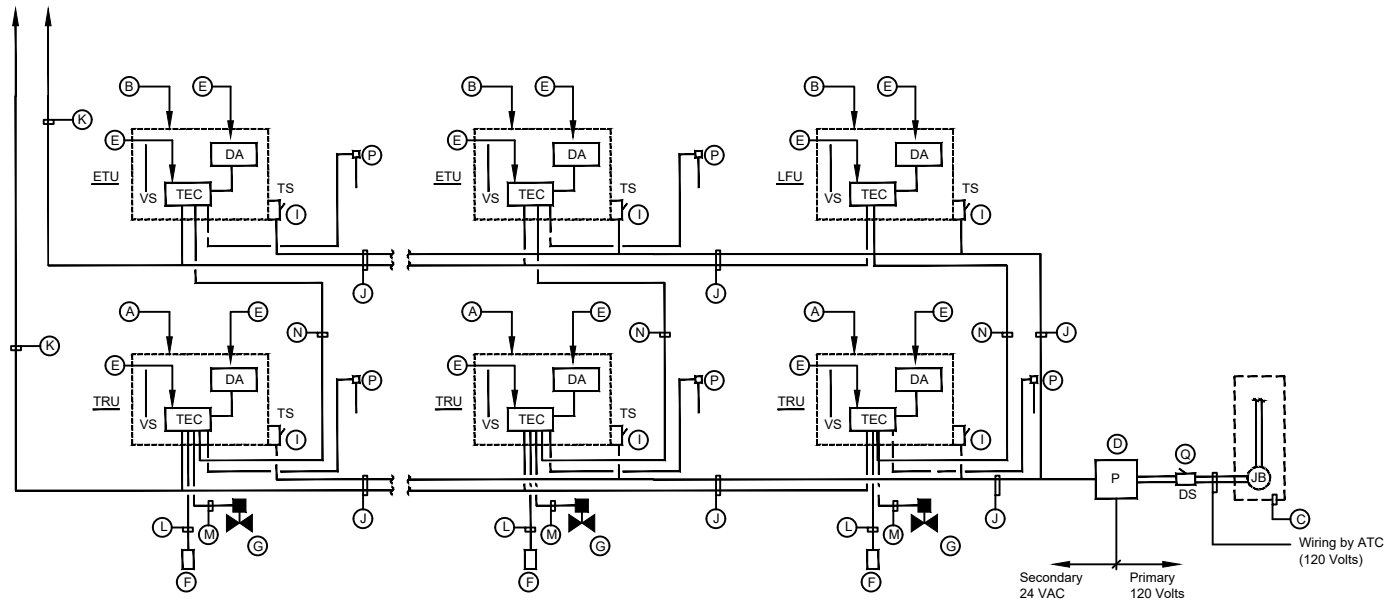 B E B E B E
K
E DA P E DA P E DA
ETU ETU LFU
VS TEC TS VS TEC TS VS TEC TS
I I I
J J
A E A E A E
K N N N J
E DA P E DA P E DA P
TRU TRU TRU
VS TEC TS VS TEC TS VS TEC TS
I I I
D Q
P DS JB
J J J C
L M G L M G L M G
F F F
Wiring by ATC
(120 Volts)
Secondary Primary
24 VAC 120 Volts